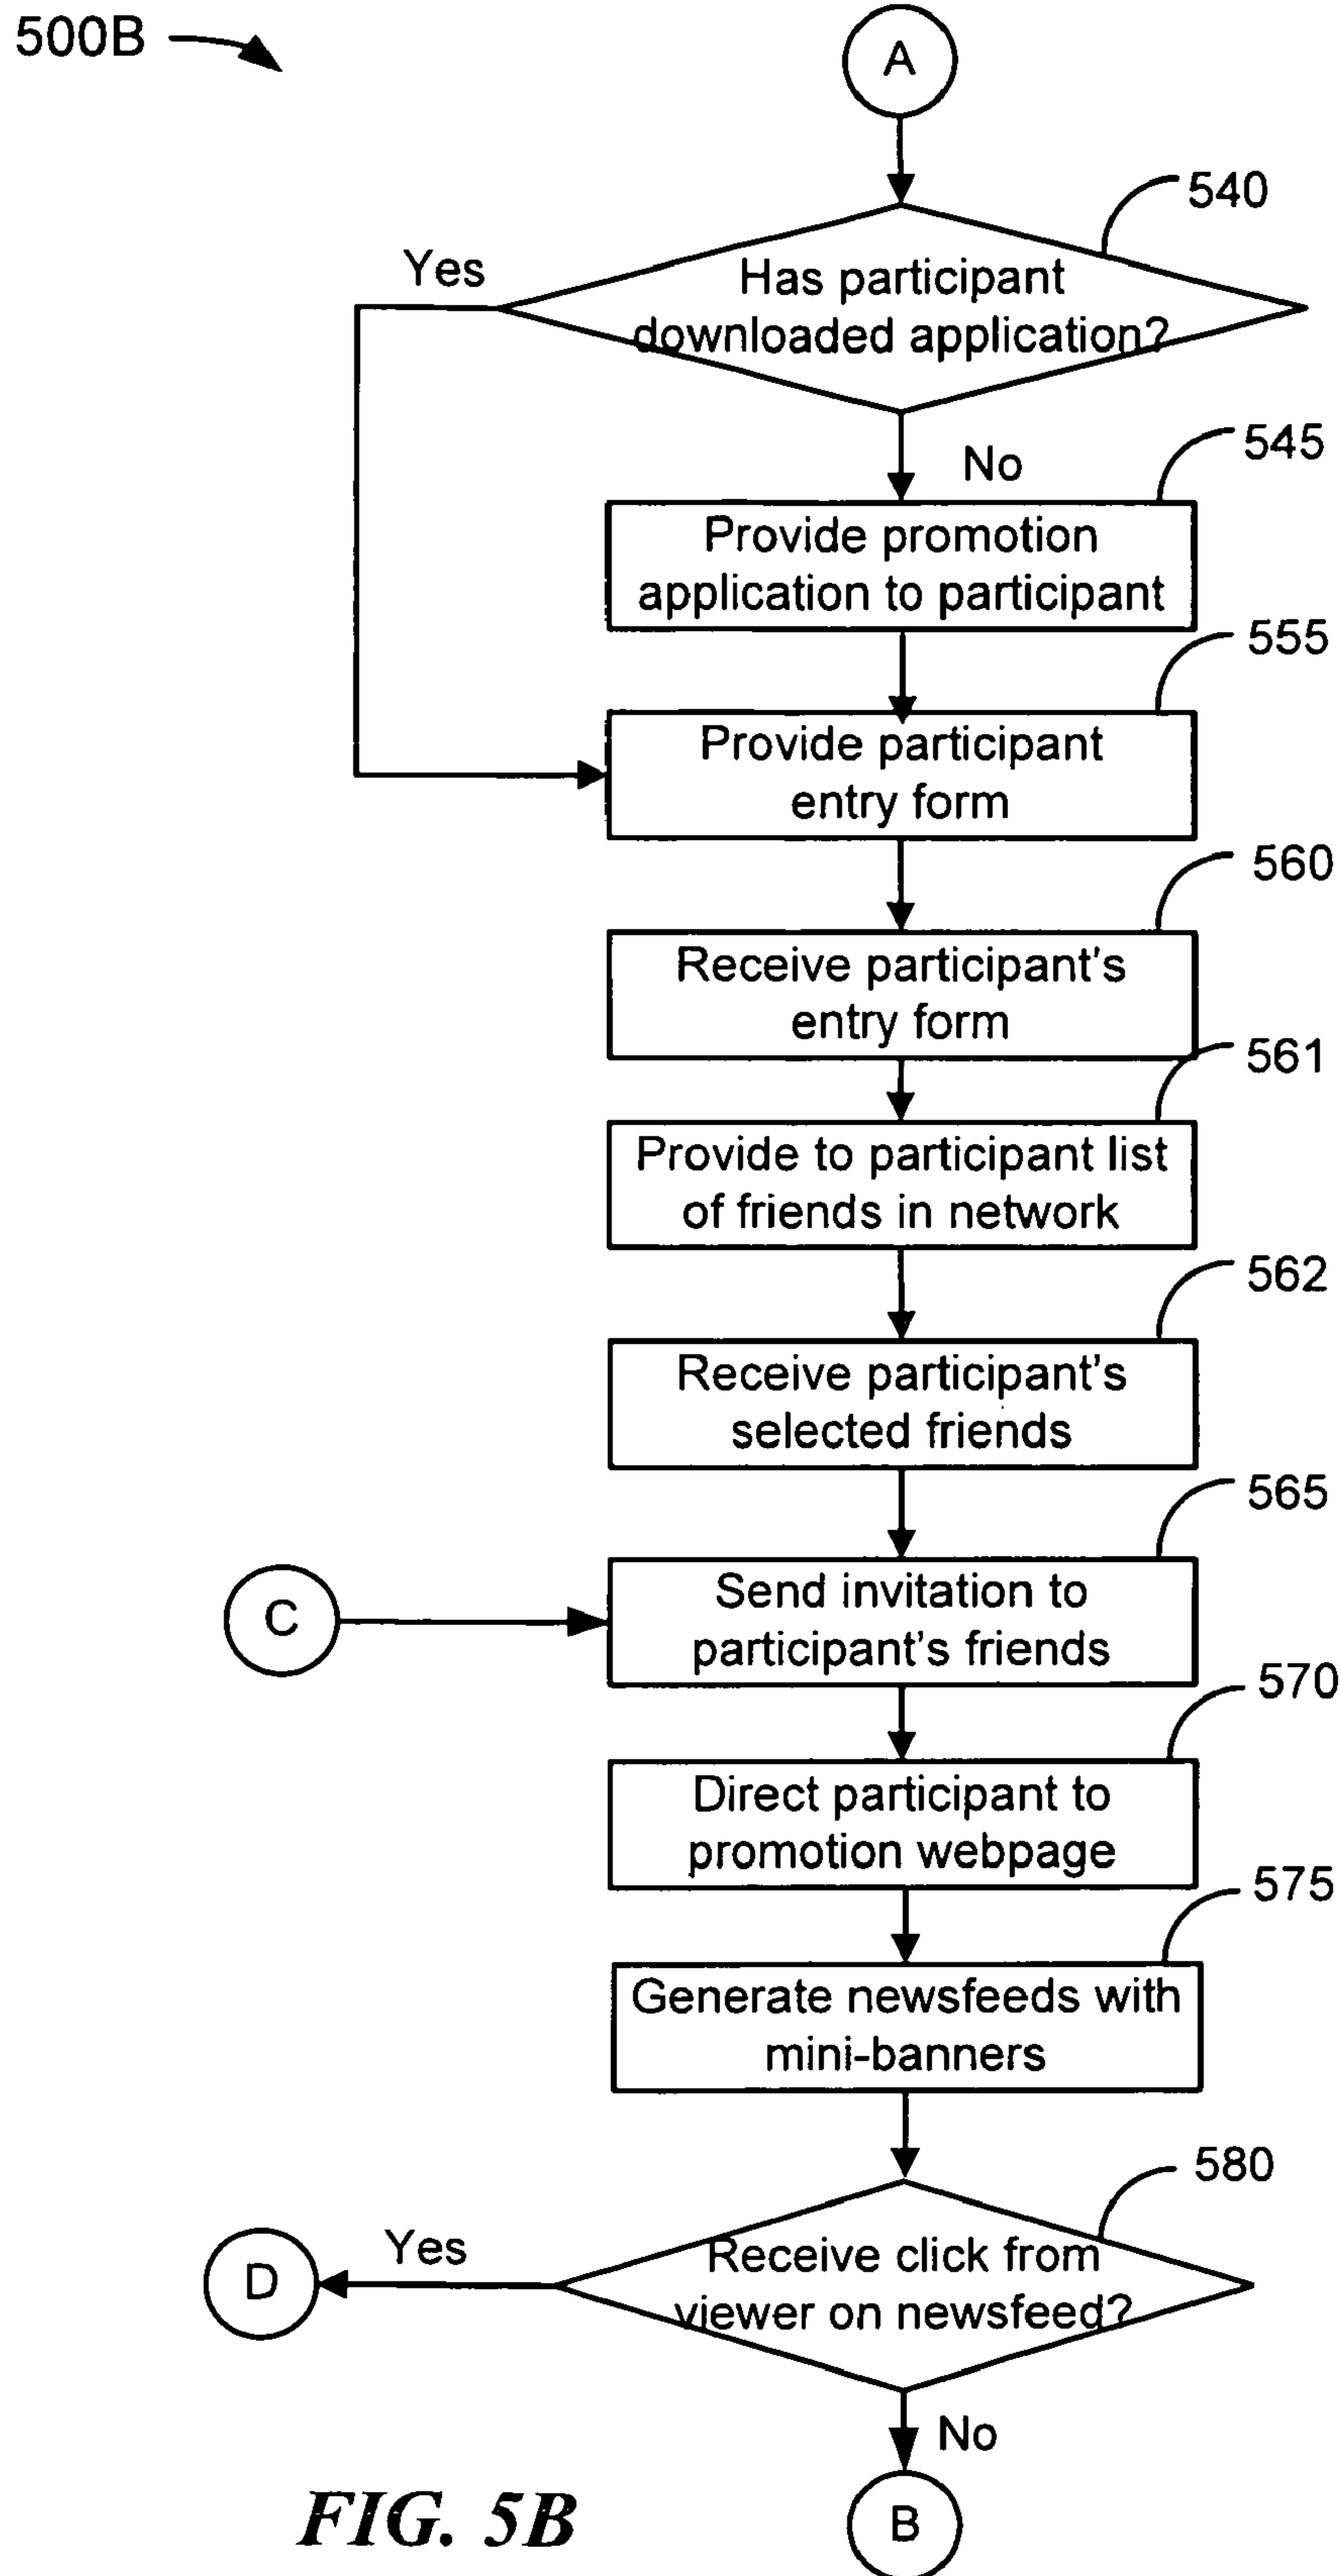 500B
A
540
Yes
Has participant
downloaded application?
No
545
Provide promotion
application to participant
555
Provide participant
entry form
560
Receive participant's
entry form
561
Provide to participant list
of friends in network
562
Receive participant's
selected friends
565
C
Send invitation to
participant's friends
570
Direct participant to
promotion webpage
575
Generate newsfeeds with
mini-banners
580
D
Yes
Receive click from
viewer on newsfeed?
No
FIG. 5B
B